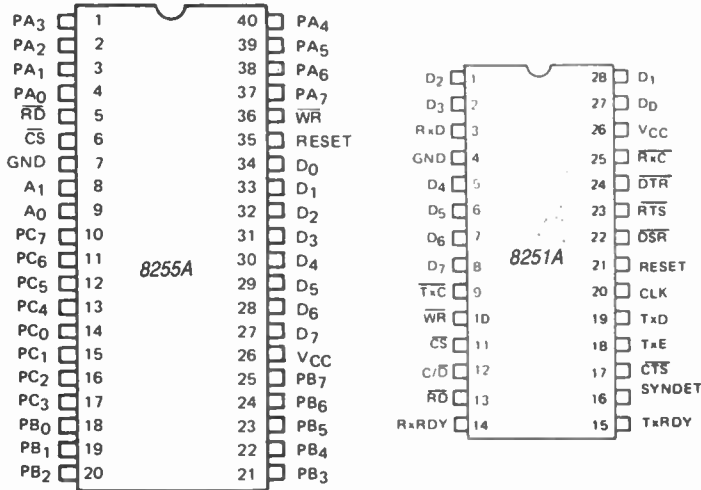 PA3 1 40 PA4
PA2 2 39 PA5
PA1 3 38 PA6
PA0 4 37 PA7
RD 5 36 WR
CS 6 35 RESET
GND 7 34 D0
A1 8 33 D1
A0 9 32 D2
PC7 10 31 D3
PC6 11 30 D4
8255A
PC5 12 29 D5
PC4 13 28 D6
PC0 14 27 D7
PC1 15 26 VCC
PC2 16 25 PB7
PC3 17 24 PB6
PB0 18 23 PB5
PB1 19 22 PB4
PB2 20 21 PB3
D2 1 28 D1
D3 2 27 DD
RxD 3 26 VCC
GND 4 25 RxC
D4 5 24 DTR
D5 6 23 RTS
D6 7 22 DSR
8251A
D7 8 21 RESET
TxC 9 20 CLK
WR 1D 19 TxD
CS 11 18 TxE
C/D 12 17 CTS
RD 13 16 SYNDET
RxRDY 14 15 TxRDY